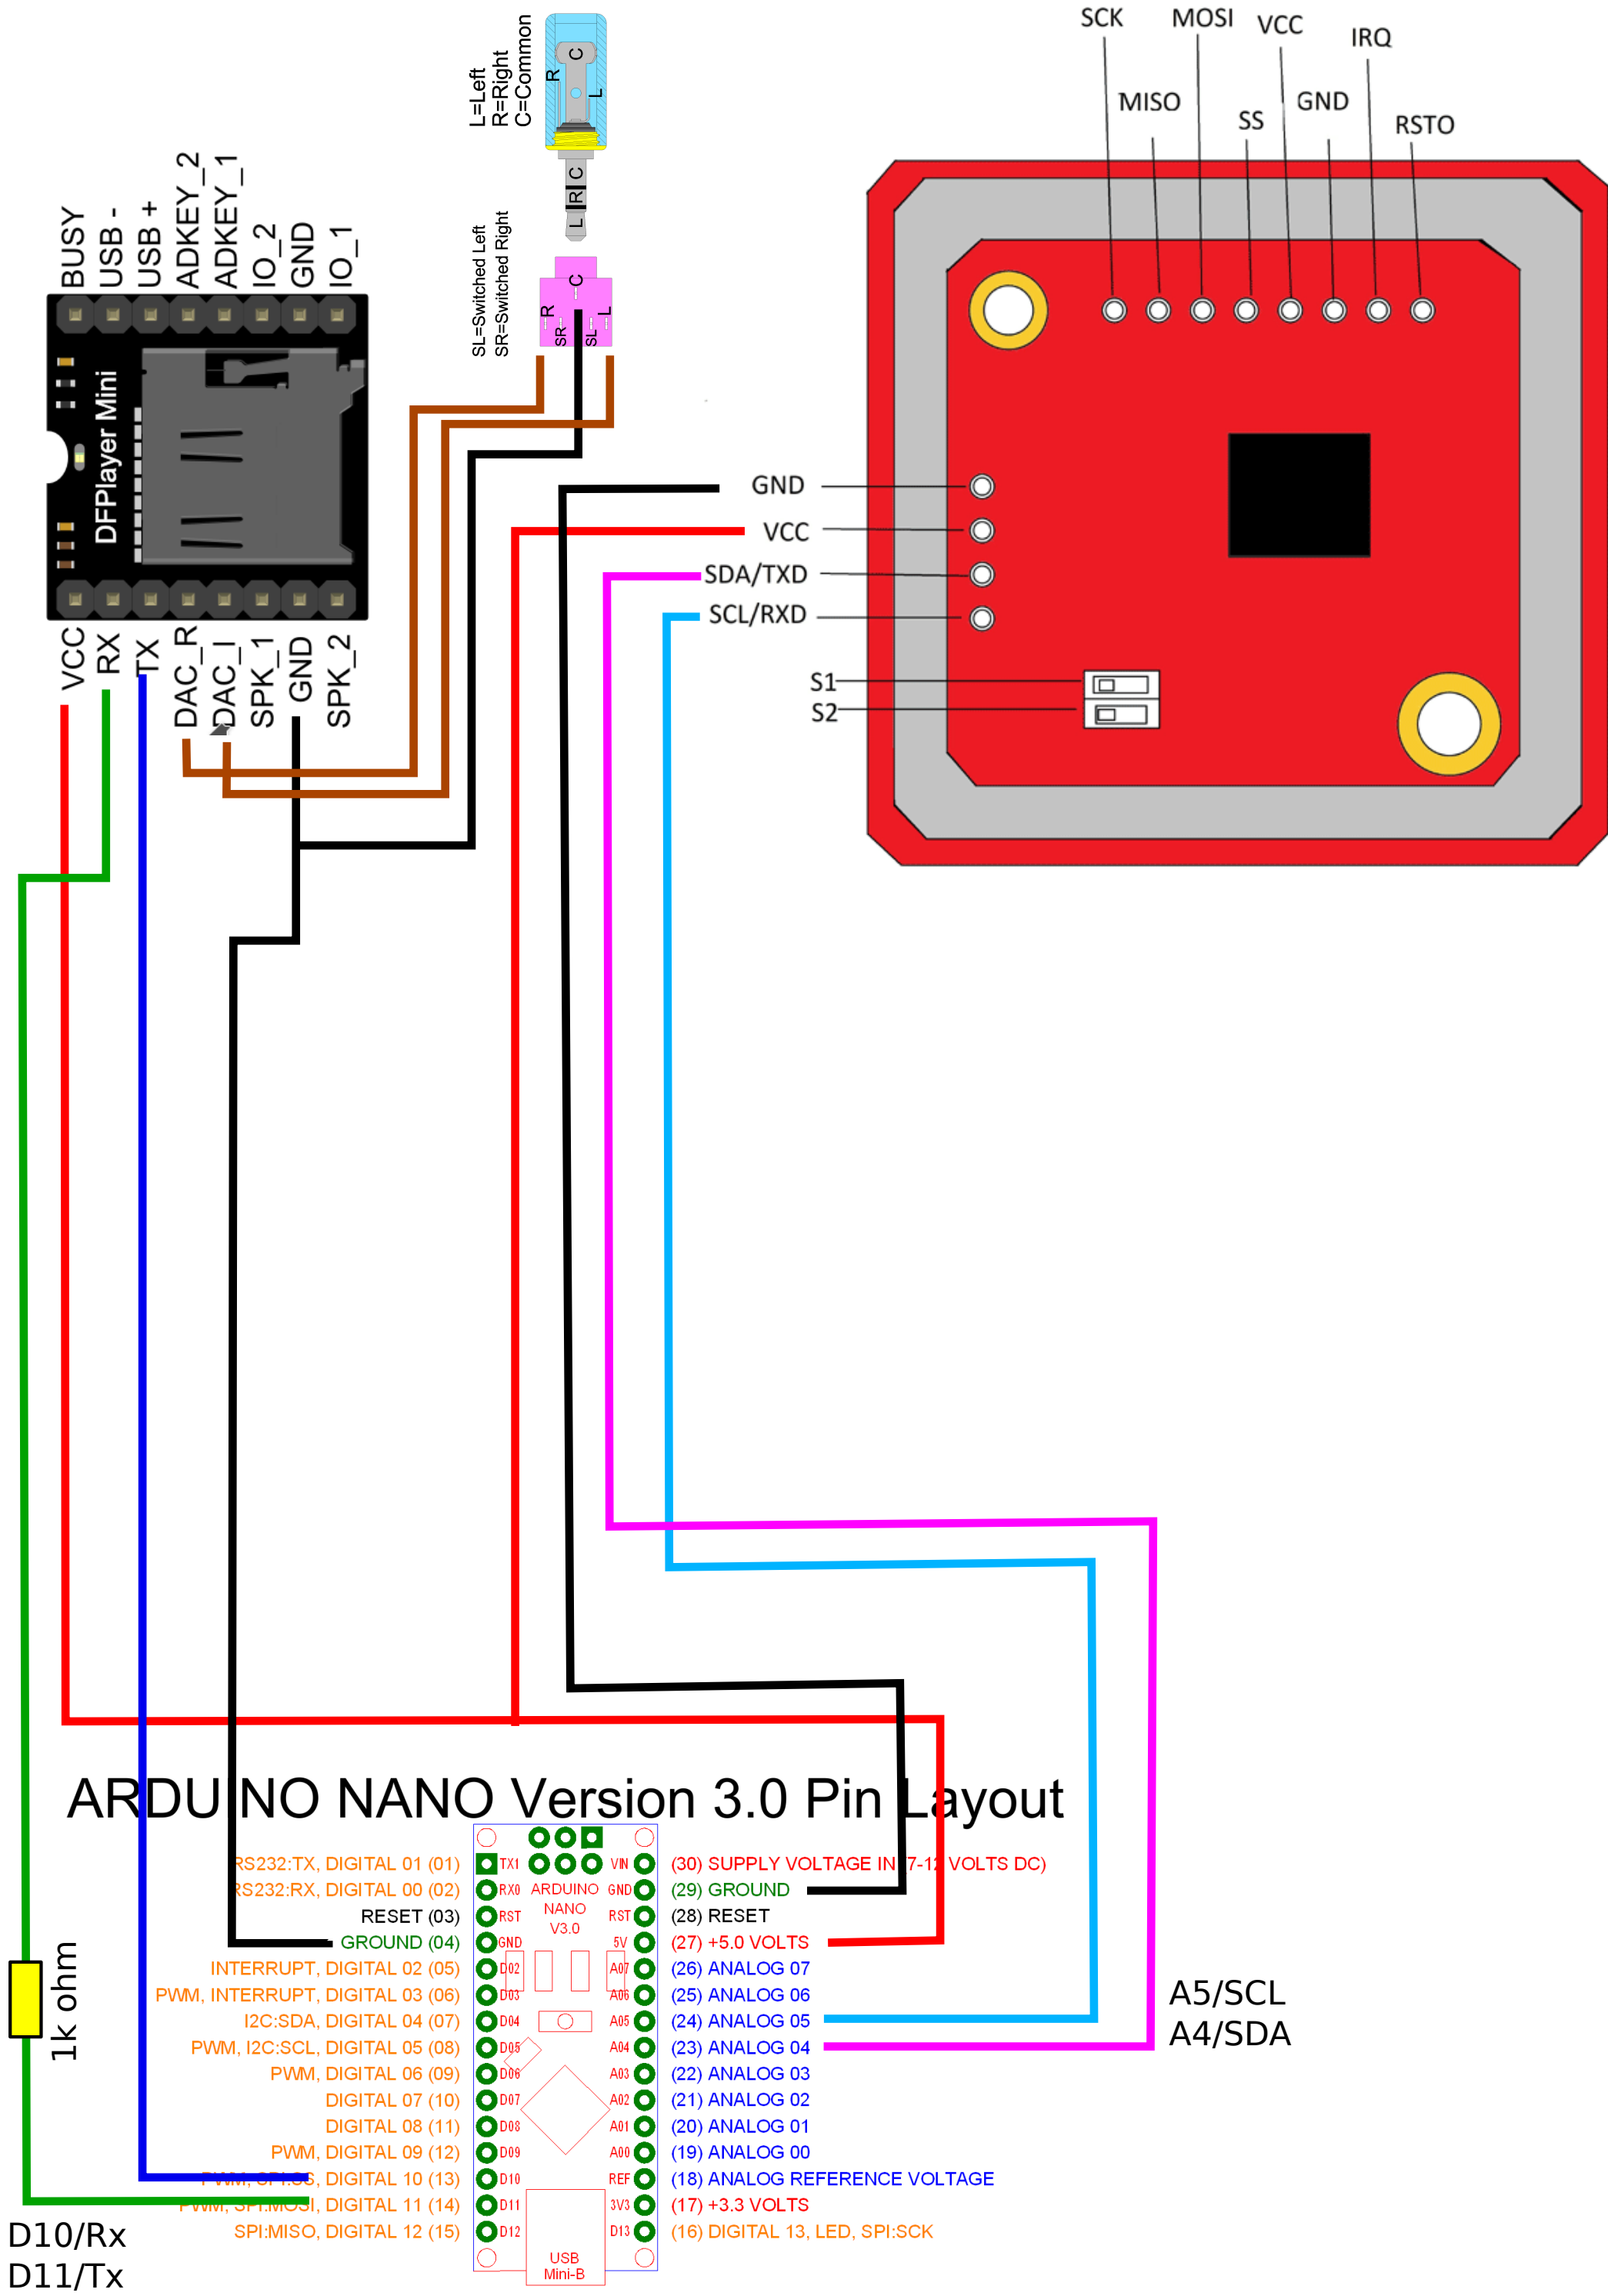 L=Left
R=Right
C=Common
C
R
L
C
R
L
SL=Switched Left
SR=Switched Right
C
R
L
SR
SL
SCK
MOSI
VCC
IRQ
MISO
SS
GND
RSTO
BUSY
USB -
USB +
ADKEY_2
ADKEY_1
IO_2
GND
IO_1
DFPlayer Mini
VCC
RX
TX
DAC_R
DAC_I
SPK_1
GND
SPK_2
GND
VCC
SDA/TXD
SCL/RXD
S1
S2
ARDUINO NANO Version 3.0 Pin Layout
RS232:TX, DIGITAL 01 (01)
RS232:RX, DIGITAL 00 (02)
RESET (03)
GROUND (04)
INTERRUPT, DIGITAL 02 (05)
PWM, INTERRUPT, DIGITAL 03 (06)
I2C:SDA, DIGITAL 04 (07)
PWM, I2C:SCL, DIGITAL 05 (08)
PWM, DIGITAL 06 (09)
DIGITAL 07 (10)
DIGITAL 08 (11)
PWM, DIGITAL 09 (12)
PWM, SPI:SS, DIGITAL 10 (13)
PWM, SPI:MOSI, DIGITAL 11 (14)
SPI:MISO, DIGITAL 12 (15)
TX1
RX0
RST
GND
D02
D03
D04
D05
D06
D07
D08
D09
D10
D11
D12
ARDUINO
NANO
V3.0
USB
Mini-B
VIN
GND
RST
5V
A07
A06
A05
A04
A03
A02
A01
A00
REF
3V3
D13
(30) SUPPLY VOLTAGE IN (7-12 VOLTS DC)
(29) GROUND
(28) RESET
(27) +5.0 VOLTS
(26) ANALOG 07
(25) ANALOG 06
(24) ANALOG 05
(23) ANALOG 04
(22) ANALOG 03
(21) ANALOG 02
(20) ANALOG 01
(19) ANALOG 00
(18) ANALOG REFERENCE VOLTAGE
(17) +3.3 VOLTS
(16) DIGITAL 13, LED, SPI:SCK
A5/SCL
A4/SDA
1k ohm
D10/Rx
D11/Tx